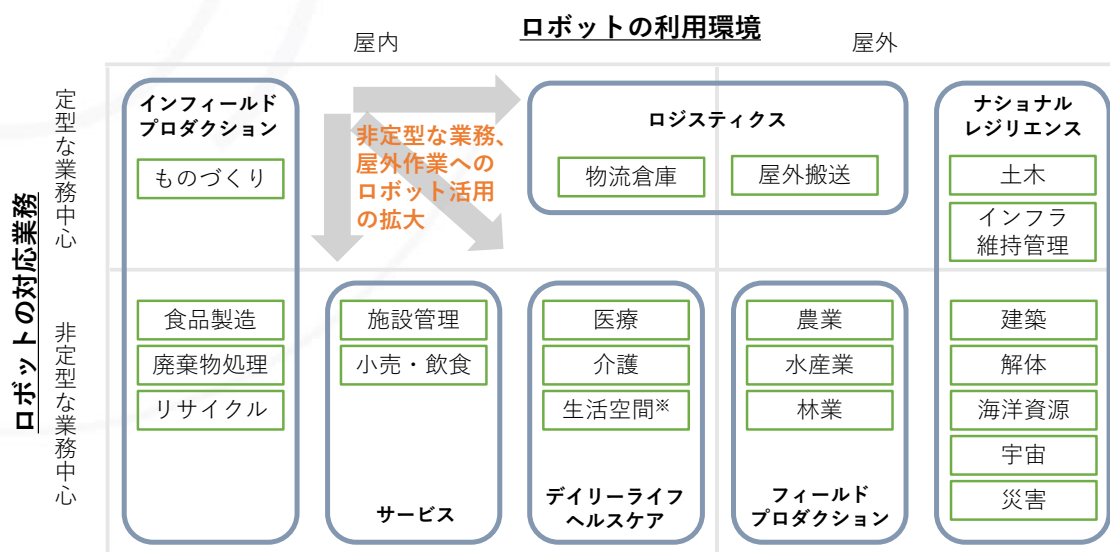 ロボットの利用環境
屋内
屋外
ロボットの対応業務
定型な業務中心
非定型な業務中心
インフィールド
プロダクション
ものづくり
非定型な業務、
屋外作業への
ロボット活用
の拡大
ロジスティクス
物流倉庫
屋外搬送
ナショナル
レジリエンス
土木
インフラ
維持管理
食品製造
廃棄物処理
リサイクル
施設管理
小売・飲食
サービス
医療
介護
生活空間※
デイリーライフ
ヘルスケア
農業
水産業
林業
フィールド
プロダクション
建築
解体
海洋資源
宇宙
災害